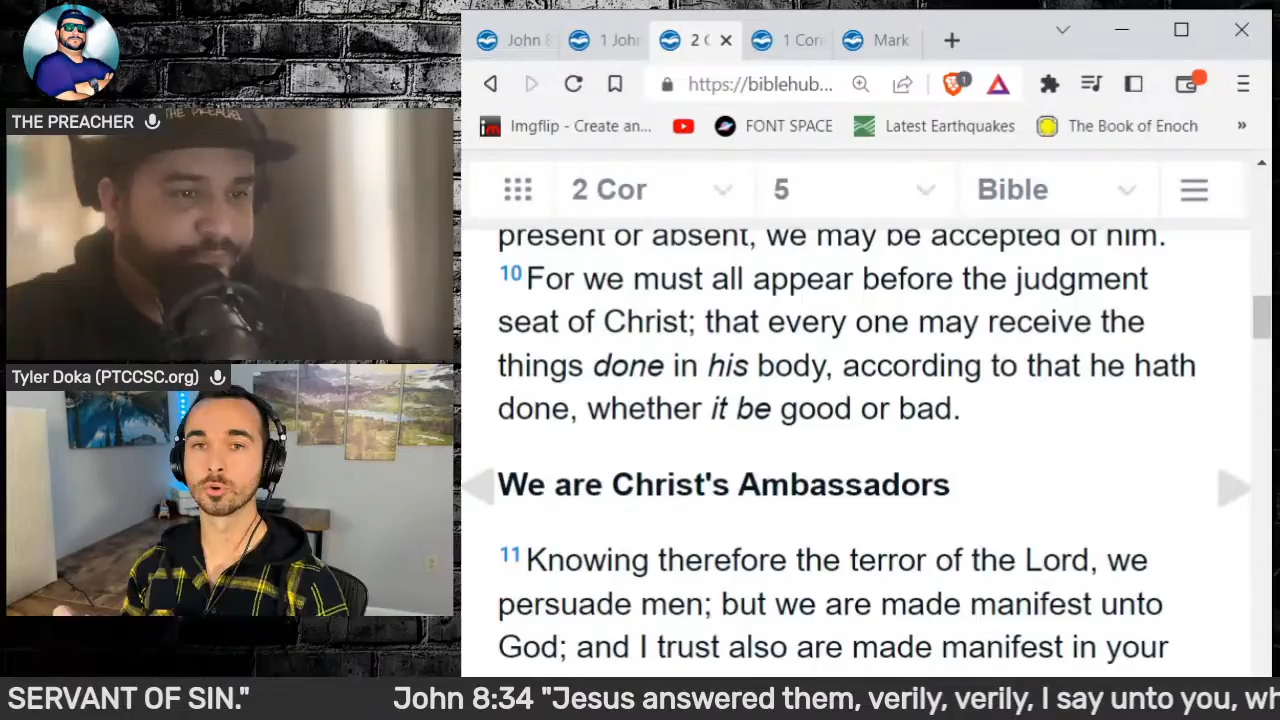 THE PREACHER
THE PREACHER
Tyler Doka (PTCCSC.org)
John 8
1 John
2 C
1 Cor
Mark
https://biblehub...
1
Imgflip - Create an...
FONT SPACE
Latest Earthquakes
The Book of Enoch
»
2 Cor
5
Bible
present or absent, we may be accepted of him.
10 For we must all appear before the judgment
seat of Christ; that every one may receive the
things done in his body, according to that he hath
done, whether it be good or bad.
We are Christ's Ambassadors
11 Knowing therefore the terror of the Lord, we
persuade men; but we are made manifest unto
God; and I trust also are made manifest in your
SERVANT OF SIN." John 8:34 "Jesus answered them, verily, verily, I say unto you, wh